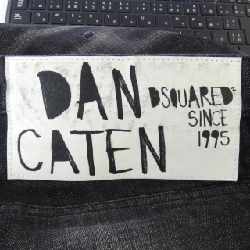 DAN DSQUARED2
SINCE
CATEN 1995